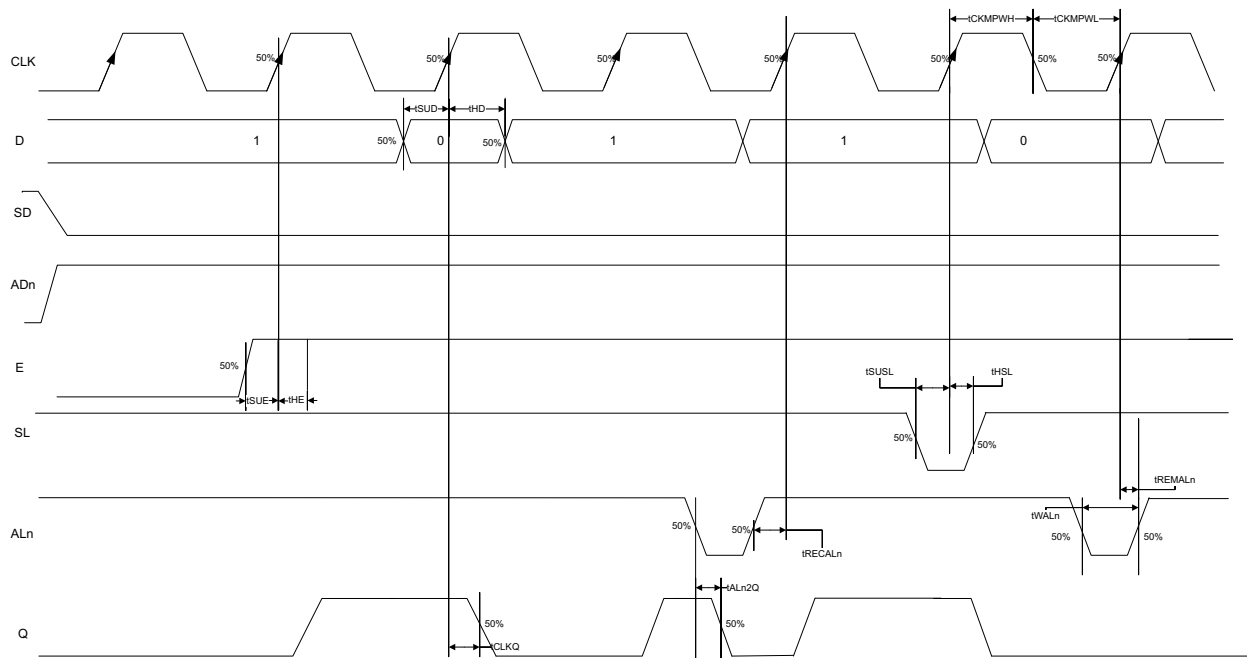 tCKMPWH tCKMPWL
CLK 50% 50% 50% 50% 50% 50% 50%
tSUD tHD
D 1 50% 0 50% 1 1 0
SD
ADn
E 50%
tSUSL tHSL
tSUE tHE
SL 50% 50%
tREMALn
tWALn
ALn 50% 50% 50% 50%
tRECALn
tALn2Q
Q 50% 50%
tCLKQ